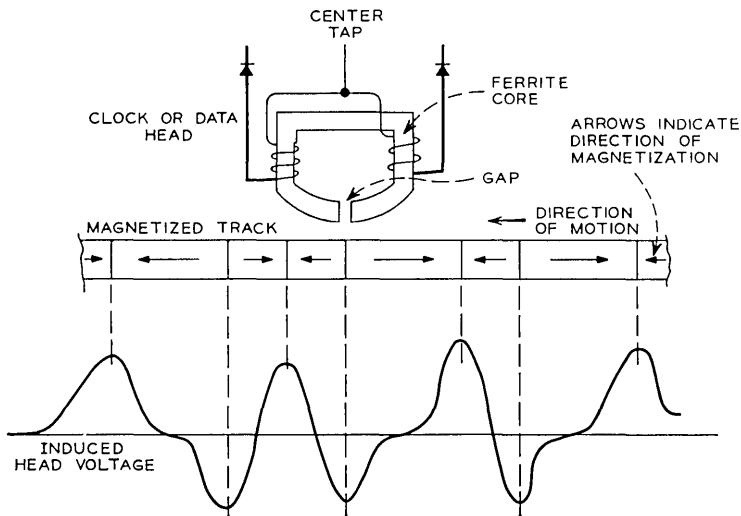 CENTER
TAP
FERRITE
CORE
CLOCK OR DATA
HEAD
ARROWS INDICATE
DIRECTION OF
MAGNETIZATION
GAP
MAGNETIZED TRACK
DIRECTION
OF MOTION
INDUCED
HEAD VOLTAGE